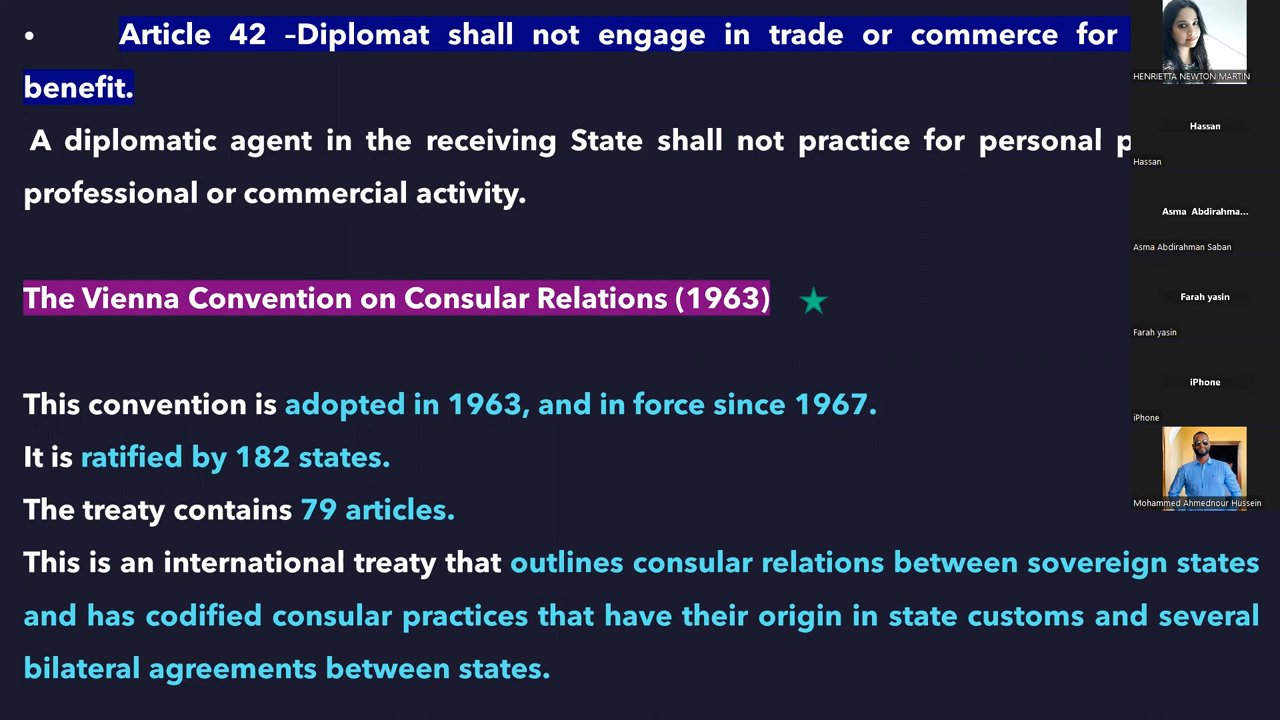 • Article 42 –Diplomat shall not engage in trade or commerce for
benefit.
A diplomatic agent in the receiving State shall not practice for personal
professional or commercial activity.
The Vienna Convention on Consular Relations (1963)
This convention is adopted in 1963, and in force since 1967.
It is ratified by 182 states.
The treaty contains 79 articles.
This is an international treaty that outlines consular relations between sovereign states
and has codified consular practices that have their origin in state customs and several
bilateral agreements between states.
HENRIETTA NEWTON MARTIN
Hassan
Hassan
Asma Abdirahma...
Asma Abdirahman Saban
Farah yasin
Farah yasin
iPhone
iPhone
Mohammed Ahmednour Hussein